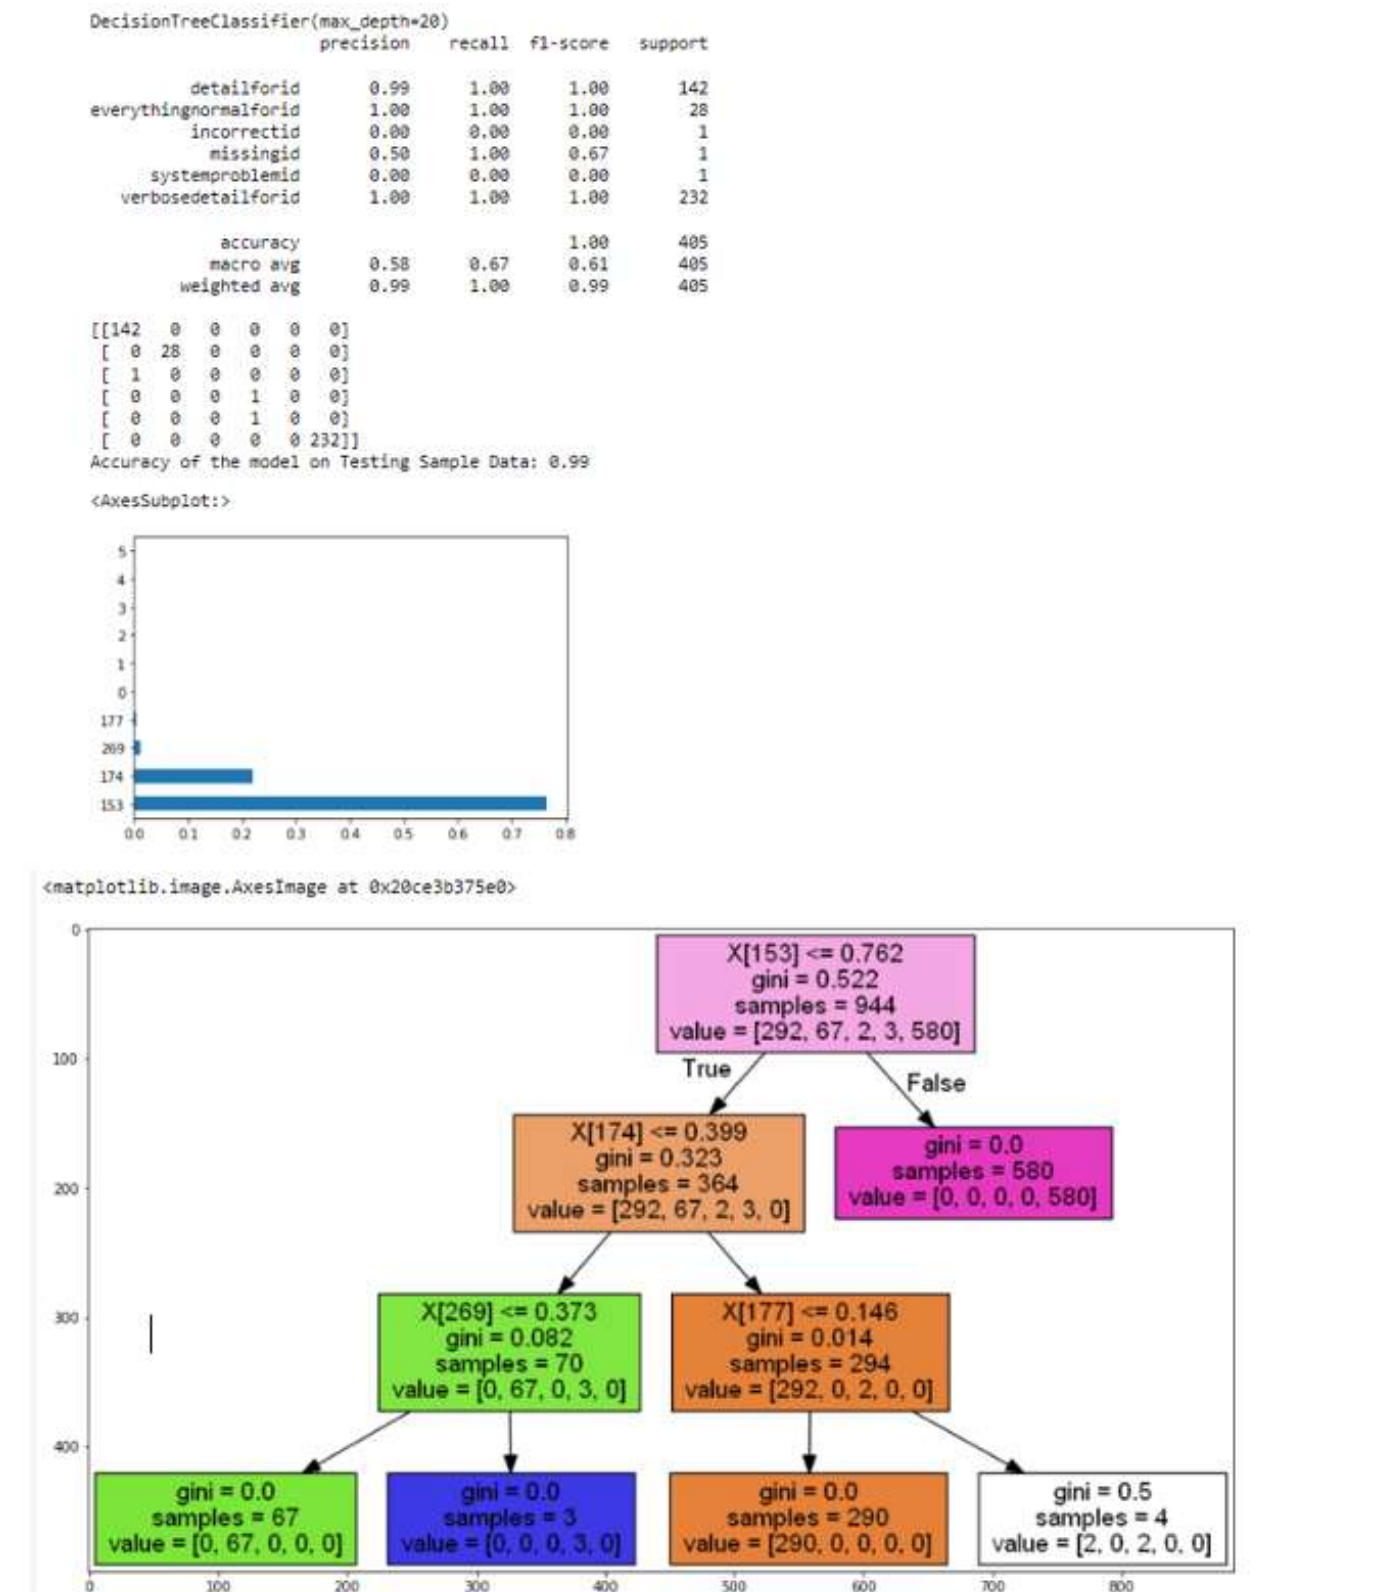 DecisionTreeClassifier(max_depth=20)
precision recall f1-score support
detailforid 0.99 1.00 1.00 142
everythingnormalforid 1.00 1.00 1.00 28
incorrectid 0.00 0.00 0.00 1
missingid 0.50 1.00 0.67 1
systemproblemid 0.00 0.00 0.00 1
verbosedetailforid 1.00 1.00 1.00 232
accuracy 1.00 405
macro avg 0.58 0.67 0.61 405
weighted avg 0.99 1.00 0.99 405
[[142 0 0 0 0 0]
[ 0 28 0 0 0 0]
[ 1 0 0 0 0 0]
[ 0 0 0 1 0 0]
[ 0 0 0 1 0 0]
[ 0 0 0 0 0 232]]
Accuracy of the model on Testing Sample Data: 0.99
<AxesSubplot:>
5
4
3
2
1
0
177
269
174
153
0.0 0.1 0.2 0.3 0.4 0.5 0.6 0.7 0.8
<matplotlib.image.AxesImage at 0x20ce3b375e0>
0
100
200
300
400
X[153] <= 0.762
gini = 0.522
samples = 944
value = [292, 67, 2, 3, 580]
True
False
X[174] <= 0.399
gini = 0.323
samples = 364
value = [292, 67, 2, 3, 0]
gini = 0.0
samples = 580
value = [0, 0, 0, 0, 580]
X[269] <= 0.373
gini = 0.082
samples = 70
value = [0, 67, 0, 3, 0]
X[177] <= 0.146
gini = 0.014
samples = 294
value = [292, 0, 2, 0, 0]
gini = 0.0
samples = 67
value = [0, 67, 0, 0, 0]
gini = 0.0
samples = 3
value = [0, 0, 0, 3, 0]
gini = 0.0
samples = 290
value = [290, 0, 0, 0, 0]
gini = 0.5
samples = 4
value = [2, 0, 2, 0, 0]
0 100 200 300 400 500 600 700 800